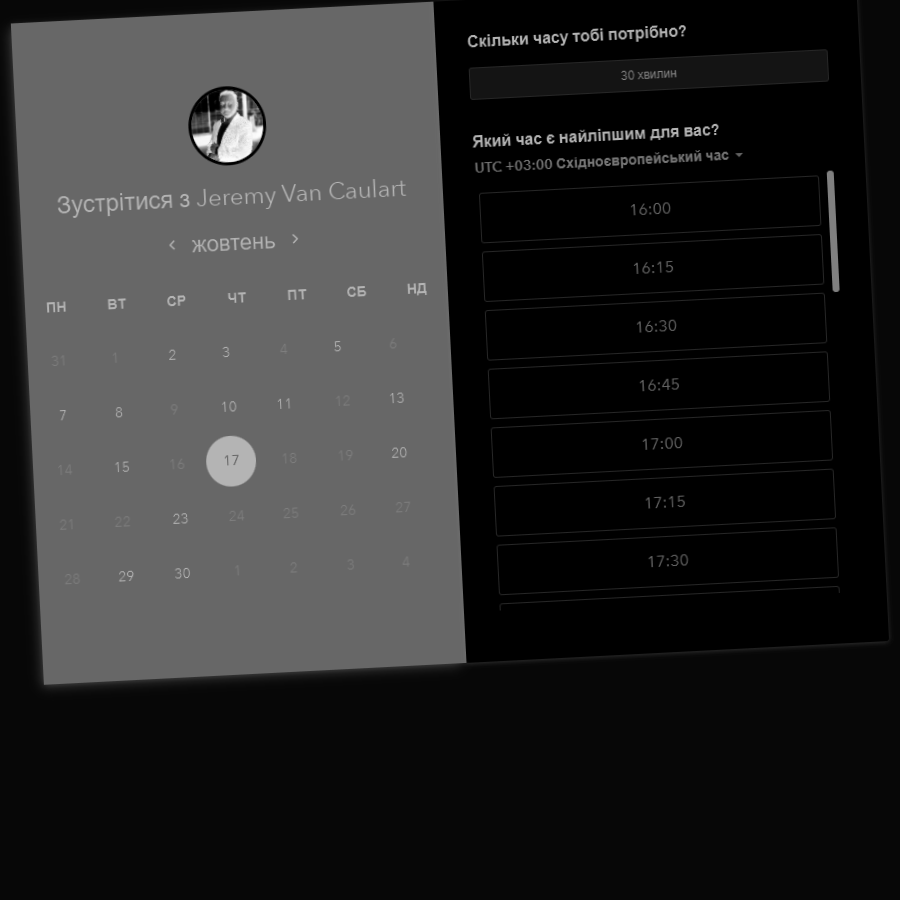 Зустрітися з Jeremy Van Caulart
‹ жовтень ›
ПН ВТ СР ЧТ ПТ СБ НД
31 1 2 3 4 5 6
7 8 9 10 11 12 13
14 15 16 17 18 19 20
21 22 23 24 25 26 27
28 29 30 1 2 3 4
Скільки часу тобі потрібно?
30 хвилин
Який час є найліпшим для вас?
UTC +03:00 Східноєвропейський час
16:00
16:15
16:30
16:45
17:00
17:15
17:30